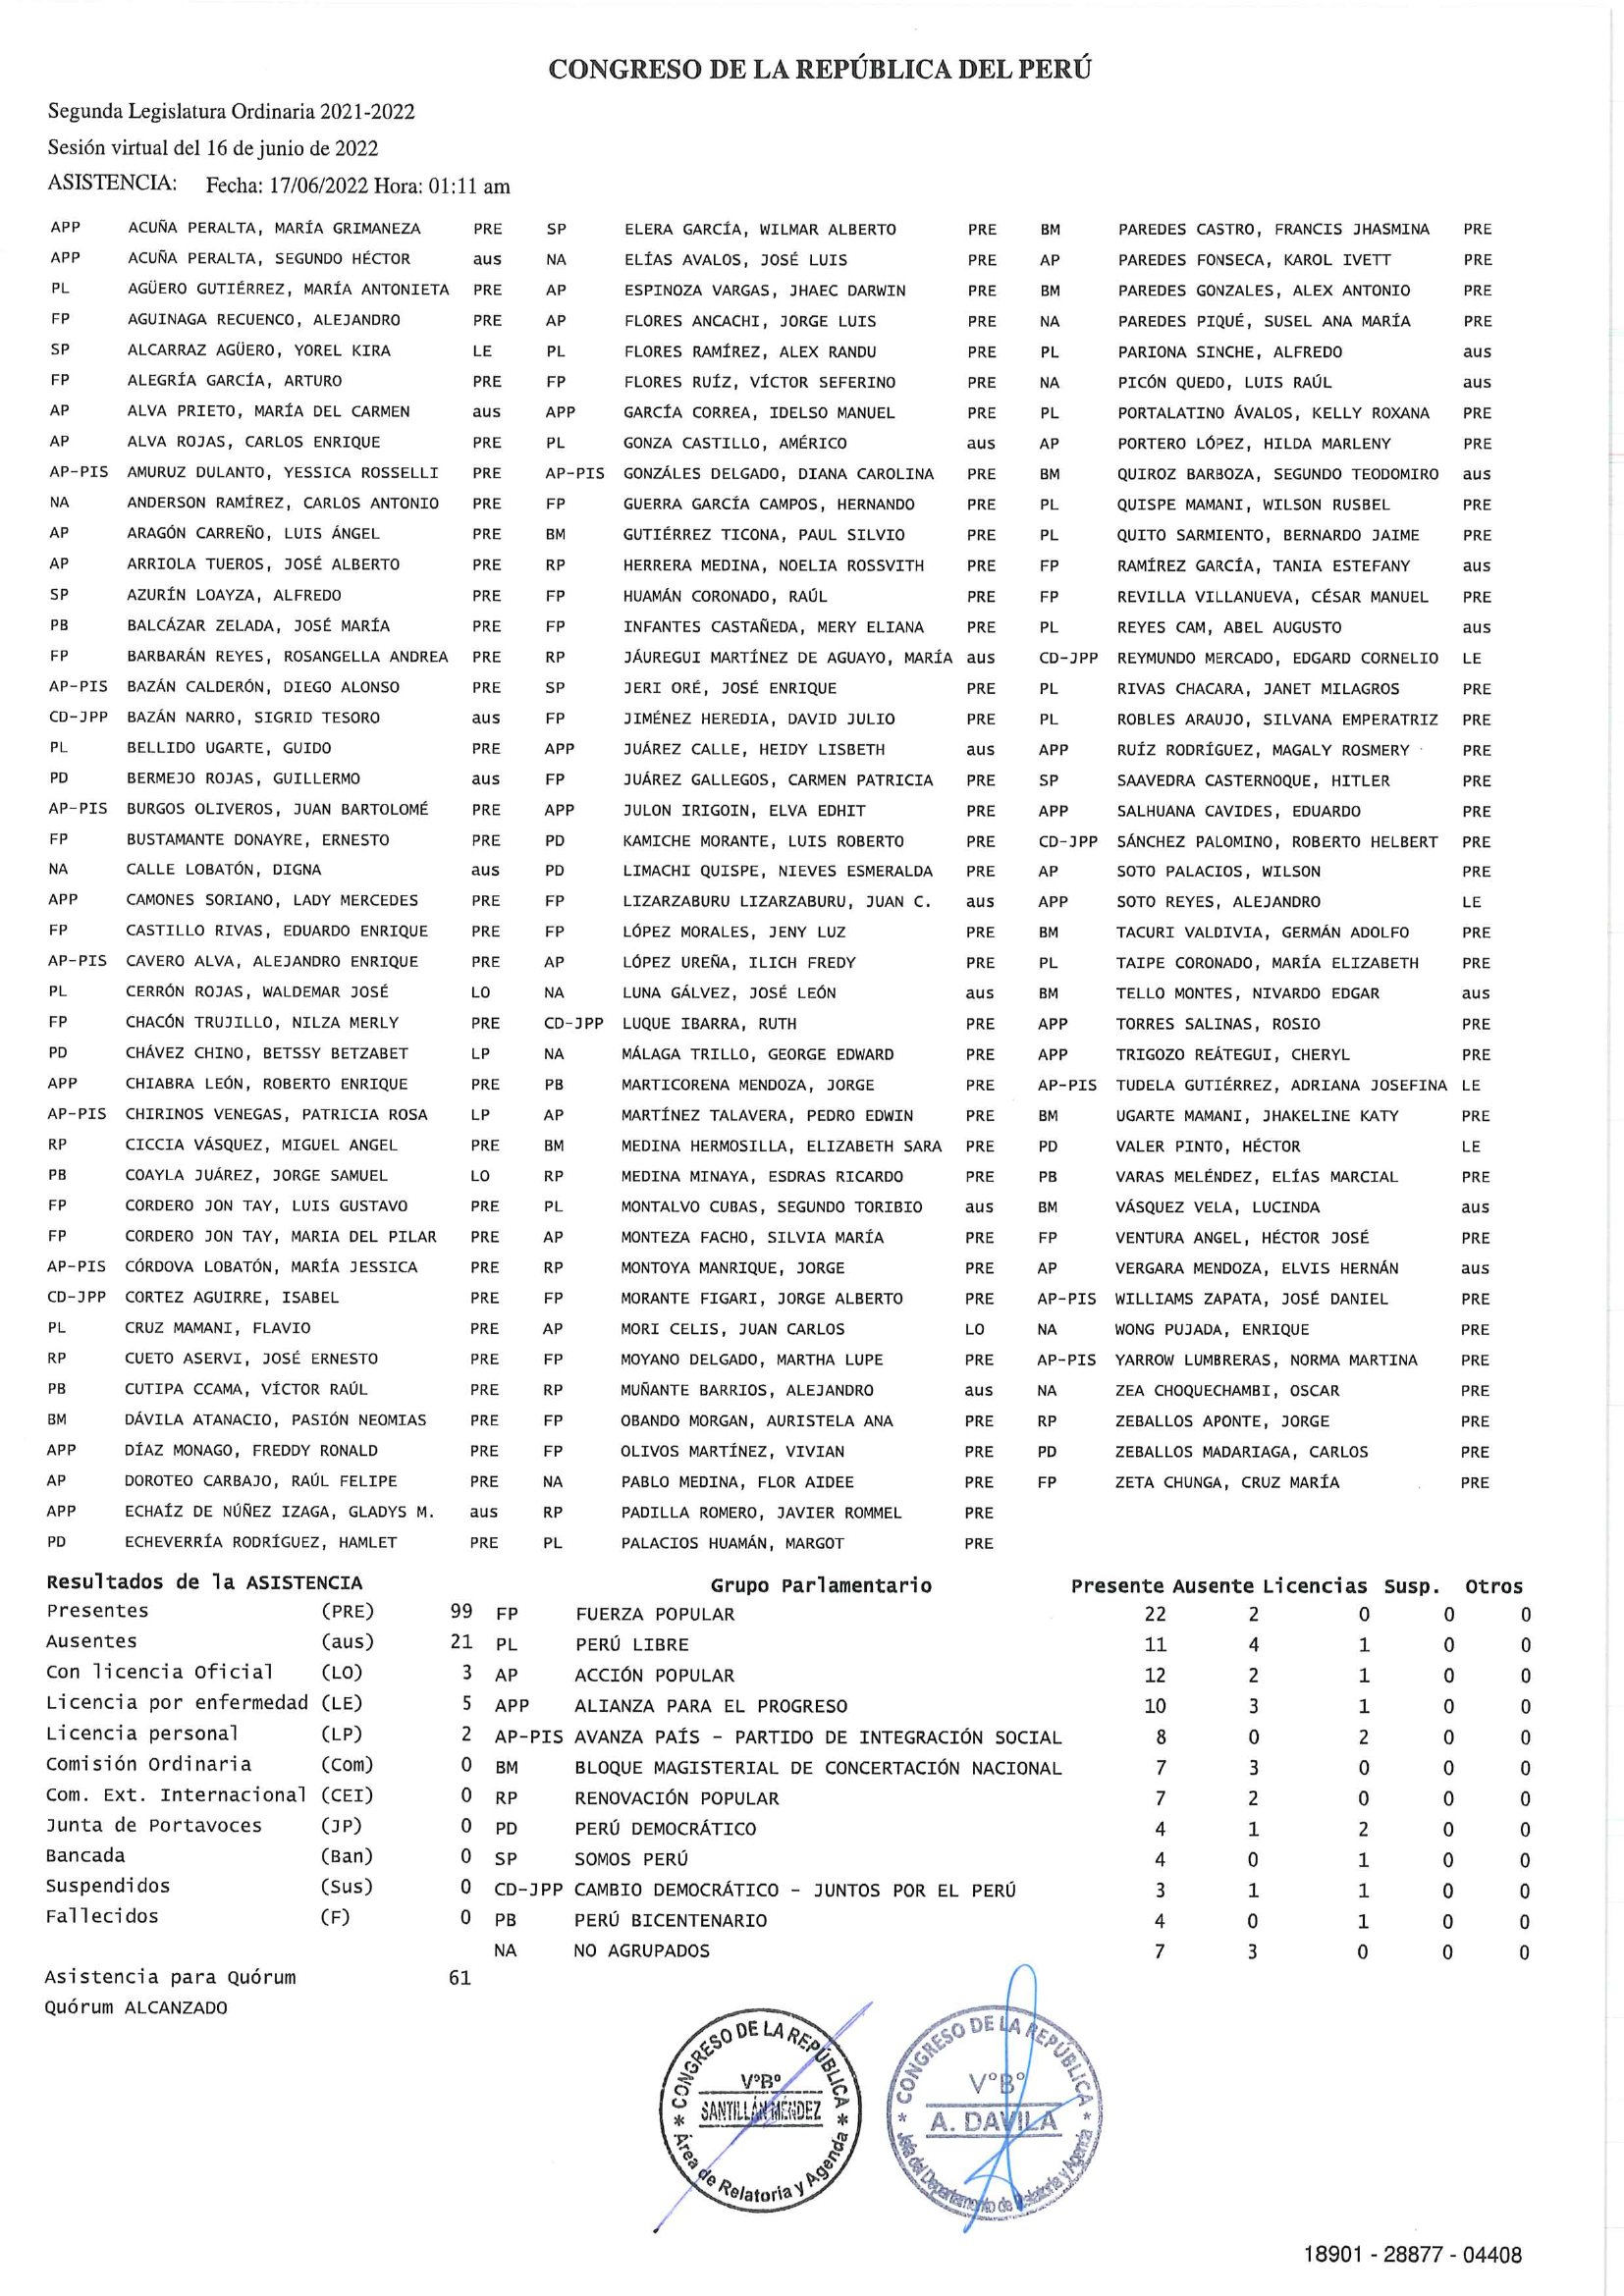 CONGRESO DE LA REPÚBLICA DEL PERÚ
Segunda Legislatura Ordinaria 2021-2022
Sesión virtual del 16 de junio de 2022
ASISTENCIA: Fecha: 17/06/2022 Hora: 01:11 am
APP ACUÑA PERALTA, MARÍA GRIMANEZA PRE SP ELERA GARCÍA, WILMAR ALBERTO PRE BM PAREDES CASTRO, FRANCIS JHASMINA PRE
APP ACUÑA PERALTA, SEGUNDO HÉCTOR aus NA ELÍAS AVALOS, JOSÉ LUIS PRE AP PAREDES FONSECA, KAROL IVETT PRE
PL AGÜERO GUTIÉRREZ, MARÍA ANTONIETA PRE AP ESPINOZA VARGAS, JHAEC DARWIN PRE BM PAREDES GONZALES, ALEX ANTONIO PRE
FP AGUINAGA RECUENCO, ALEJANDRO PRE AP FLORES ANCACHI, JORGE LUIS PRE NA PAREDES PIQUÉ, SUSEL ANA MARÍA PRE
SP ALCARRAZ AGÜERO, YOREL KIRA LE PL FLORES RAMÍREZ, ALEX RANDU PRE PL PARIONA SINCHE, ALFREDO aus
FP ALEGRÍA GARCÍA, ARTURO PRE FP FLORES RUÍZ, VÍCTOR SEFERINO PRE NA PICÓN QUEDO, LUIS RAÚL aus
AP ALVA PRIETO, MARÍA DEL CARMEN aus APP GARCÍA CORREA, IDELSO MANUEL PRE PL PORTALATINO ÁVALOS, KELLY ROXANA PRE
AP ALVA ROJAS, CARLOS ENRIQUE PRE PL GONZA CASTILLO, AMÉRICO aus AP PORTERO LÓPEZ, HILDA MARLENY PRE
AP-PIS AMURUZ DULANTO, YESSICA ROSSELLI PRE AP-PIS GONZÁLES DELGADO, DIANA CAROLINA PRE BM QUIROZ BARBOZA, SEGUNDO TEODOMIRO aus
NA ANDERSON RAMÍREZ, CARLOS ANTONIO PRE FP GUERRA GARCÍA CAMPOS, HERNANDO PRE PL QUISPE MAMANI, WILSON RUSBEL PRE
AP ARAGÓN CARREÑO, LUIS ÁNGEL PRE BM GUTIÉRREZ TICONA, PAUL SILVIO PRE PL QUITO SARMIENTO, BERNARDO JAIME PRE
AP ARRIOLA TUEROS, JOSÉ ALBERTO PRE RP HERRERA MEDINA, NOELIA ROSSVITH PRE FP RAMÍREZ GARCÍA, TANIA ESTEFANY aus
SP AZURÍN LOAYZA, ALFREDO PRE FP HUAMÁN CORONADO, RAÚL PRE FP REVILLA VILLANUEVA, CÉSAR MANUEL PRE
PB BALCÁZAR ZELADA, JOSÉ MARÍA PRE FP INFANTES CASTAÑEDA, MERY ELIANA PRE PL REYES CAM, ABEL AUGUSTO aus
FP BARBARÁN REYES, ROSANGELLA ANDREA PRE RP JÁUREGUI MARTÍNEZ DE AGUAYO, MARÍA aus CD-JPP REYMUNDO MERCADO, EDGARD CORNELIO LE
AP-PIS BAZÁN CALDERÓN, DIEGO ALONSO PRE SP JERI ORÉ, JOSÉ ENRIQUE PRE PL RIVAS CHACARA, JANET MILAGROS PRE
CD-JPP BAZÁN NARRO, SIGRID TESORO aus FP JIMÉNEZ HEREDIA, DAVID JULIO PRE PL ROBLES ARAUJO, SILVANA EMPERATRIZ PRE
PL BELLIDO UGARTE, GUIDO PRE APP JUÁREZ CALLE, HEIDY LISBETH aus APP RUÍZ RODRÍGUEZ, MAGALY ROSMERY PRE
PD BERMEJO ROJAS, GUILLERMO aus FP JUÁREZ GALLEGOS, CARMEN PATRICIA PRE SP SAAVEDRA CASTERNOQUE, HITLER PRE
AP-PIS BURGOS OLIVEROS, JUAN BARTOLOMÉ PRE APP JULON IRIGOIN, ELVA EDHIT PRE APP SALHUANA CAVIDES, EDUARDO PRE
FP BUSTAMANTE DONAYRE, ERNESTO PRE PD KAMICHE MORANTE, LUIS ROBERTO PRE CD-JPP SÁNCHEZ PALOMINO, ROBERTO HELBERT PRE
NA CALLE LOBATÓN, DIGNA aus PD LIMACHI QUISPE, NIEVES ESMERALDA PRE AP SOTO PALACIOS, WILSON PRE
APP CAMONES SORIANO, LADY MERCEDES PRE FP LIZARZABURU LIZARZABURU, JUAN C. aus APP SOTO REYES, ALEJANDRO LE
FP CASTILLO RIVAS, EDUARDO ENRIQUE PRE FP LÓPEZ MORALES, JENY LUZ PRE BM TACURI VALDIVIA, GERMÁN ADOLFO PRE
AP-PIS CAVERO ALVA, ALEJANDRO ENRIQUE PRE AP LÓPEZ UREÑA, ILICH FREDY PRE PL TAIPE CORONADO, MARÍA ELIZABETH PRE
PL CERRÓN ROJAS, WALDEMAR JOSÉ LO NA LUNA GÁLVEZ, JOSÉ LEÓN aus BM TELLO MONTES, NIVARDO EDGAR aus
FP CHACÓN TRUJILLO, NILZA MERLY PRE CD-JPP LUQUE IBARRA, RUTH PRE APP TORRES SALINAS, ROSIO PRE
PD CHÁVEZ CHINO, BETSSY BETZABET LP NA MÁLAGA TRILLO, GEORGE EDWARD PRE APP TRIGOZO REÁTEGUI, CHERYL PRE
APP CHIABRA LEÓN, ROBERTO ENRIQUE PRE PB MARTICORENA MENDOZA, JORGE PRE AP-PIS TUDELA GUTIÉRREZ, ADRIANA JOSEFINA LE
AP-PIS CHIRINOS VENEGAS, PATRICIA ROSA LP AP MARTÍNEZ TALAVERA, PEDRO EDWIN PRE BM UGARTE MAMANI, JHAKELINE KATY PRE
RP CICCIA VÁSQUEZ, MIGUEL ANGEL PRE BM MEDINA HERMOSILLA, ELIZABETH SARA PRE PD VALER PINTO, HÉCTOR LE
PB COAYLA JUÁREZ, JORGE SAMUEL LO RP MEDINA MINAYA, ESDRAS RICARDO PRE PB VARAS MELÉNDEZ, ELÍAS MARCIAL PRE
FP CORDERO JON TAY, LUIS GUSTAVO PRE PL MONTALVO CUBAS, SEGUNDO TORIBIO aus BM VÁSQUEZ VELA, LUCINDA aus
FP CORDERO JON TAY, MARIA DEL PILAR PRE AP MONTEZA FACHO, SILVIA MARÍA PRE FP VENTURA ANGEL, HÉCTOR JOSÉ PRE
AP-PIS CÓRDOVA LOBATÓN, MARÍA JESSICA PRE RP MONTOYA MANRIQUE, JORGE PRE AP VERGARA MENDOZA, ELVIS HERNÁN aus
CD-JPP CORTEZ AGUIRRE, ISABEL PRE FP MORANTE FIGARI, JORGE ALBERTO PRE AP-PIS WILLIAMS ZAPATA, JOSÉ DANIEL PRE
PL CRUZ MAMANI, FLAVIO PRE AP MORI CELIS, JUAN CARLOS LO NA WONG PUJADA, ENRIQUE PRE
RP CUETO ASERVI, JOSÉ ERNESTO PRE FP MOYANO DELGADO, MARTHA LUPE PRE AP-PIS YARROW LUMBRERAS, NORMA MARTINA PRE
PB CUTIPA CCAMA, VÍCTOR RAÚL PRE RP MUÑANTE BARRIOS, ALEJANDRO aus NA ZEA CHOQUECHAMBI, OSCAR PRE
BM DÁVILA ATANACIO, PASIÓN NEOMIAS PRE FP OBANDO MORGAN, AURISTELA ANA PRE RP ZEBALLOS APONTE, JORGE PRE
APP DÍAZ MONAGO, FREDDY RONALD PRE FP OLIVOS MARTÍNEZ, VIVIAN PRE PD ZEBALLOS MADARIAGA, CARLOS PRE
AP DOROTEO CARBAJO, RAÚL FELIPE PRE NA PABLO MEDINA, FLOR AIDEE PRE FP ZETA CHUNGA, CRUZ MARÍA PRE
APP ECHAÍZ DE NÚÑEZ IZAGA, GLADYS M. aus RP PADILLA ROMERO, JAVIER ROMMEL PRE
PD ECHEVERRÍA RODRÍGUEZ, HAMLET PRE PL PALACIOS HUAMÁN, MARGOT PRE
Resultados de la ASISTENCIA Grupo Parlamentario Presente Ausente Licencias Susp. Otros
Presentes (PRE) 99 FP FUERZA POPULAR 22 2 0 0 0
Ausentes (aus) 21 PL PERÚ LIBRE 11 4 1 0 0
Con licencia Oficial (LO) 3 AP ACCIÓN POPULAR 12 2 1 0 0
Licencia por enfermedad (LE) 5 APP ALIANZA PARA EL PROGRESO 10 3 1 0 0
Licencia personal (LP) 2 AP-PIS AVANZA PAÍS - PARTIDO DE INTEGRACIÓN SOCIAL 8 0 2 0 0
Comisión Ordinaria (Com) 0 BM BLOQUE MAGISTERIAL DE CONCERTACIÓN NACIONAL 7 3 0 0 0
Com. Ext. Internacional (CEI) 0 RP RENOVACIÓN POPULAR 7 2 0 0 0
Junta de Portavoces (JP) 0 PD PERÚ DEMOCRÁTICO 4 1 2 0 0
Bancada (Ban) 0 SP SOMOS PERÚ 4 0 1 0 0
Suspendidos (Sus) 0 CD-JPP CAMBIO DEMOCRÁTICO - JUNTOS POR EL PERÚ 3 1 1 0 0
Fallecidos (F) 0 PB PERÚ BICENTENARIO 4 0 1 0 0
NA NO AGRUPADOS 7 3 0 0 0
Asistencia para Quórum 61
Quórum ALCANZADO
* CONGRESO DE LA REPÚBLICA *
V°B°
SANTILLÁN MÉNDEZ
Área de Relatoría y Agenda
* CONGRESO DE LA REPÚBLICA *
V°B°
A. DAVILA
Jefa del Departamento de Relatoría y Agenda
18901 - 28877 - 04408